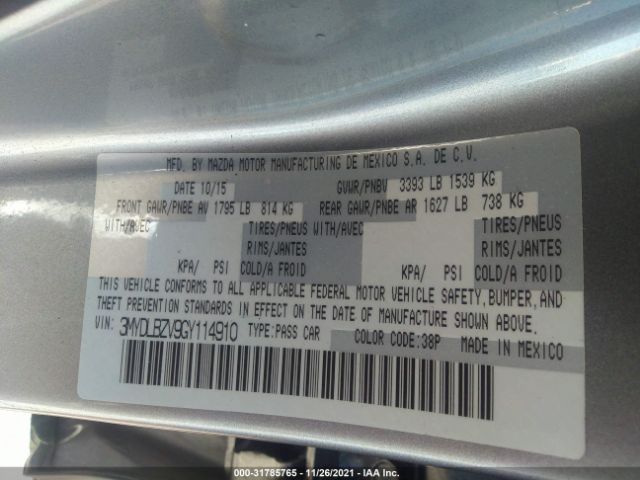 MFD. BY MAZDA MOTOR MANUFACTURING DE MEXICO S.A. DE C.V.
DATE 10/15 GVWR/PNBV 3393 LB 1539 KG
FRONT GAWR/PNBE AV 1795 LB 814 KG REAR GAWR/PNBE AR 1627 LB 738 KG
WITH/AVEC TIRES/PNEUS WITH/AVEC TIRES/PNEUS
RIMS/JANTES RIMS/JANTES
KPA/ PSI COLD/A FROID KPA/ PSI COLD/A FROID
THIS VEHICLE CONFORMS TO ALL APPLICABLE FEDERAL MOTOR VEHICLE SAFETY, BUMPER, AND
THEFT PREVENTION STANDARDS IN EFFECT ON THE DATE OF MANUFACTURE SHOWN ABOVE.
VIN: 3MYDLBZV9GY114910 TYPE:PASS CAR COLOR CODE:38P MADE IN MEXICO
000-31785765 - 11/26/2021 - IAA Inc.